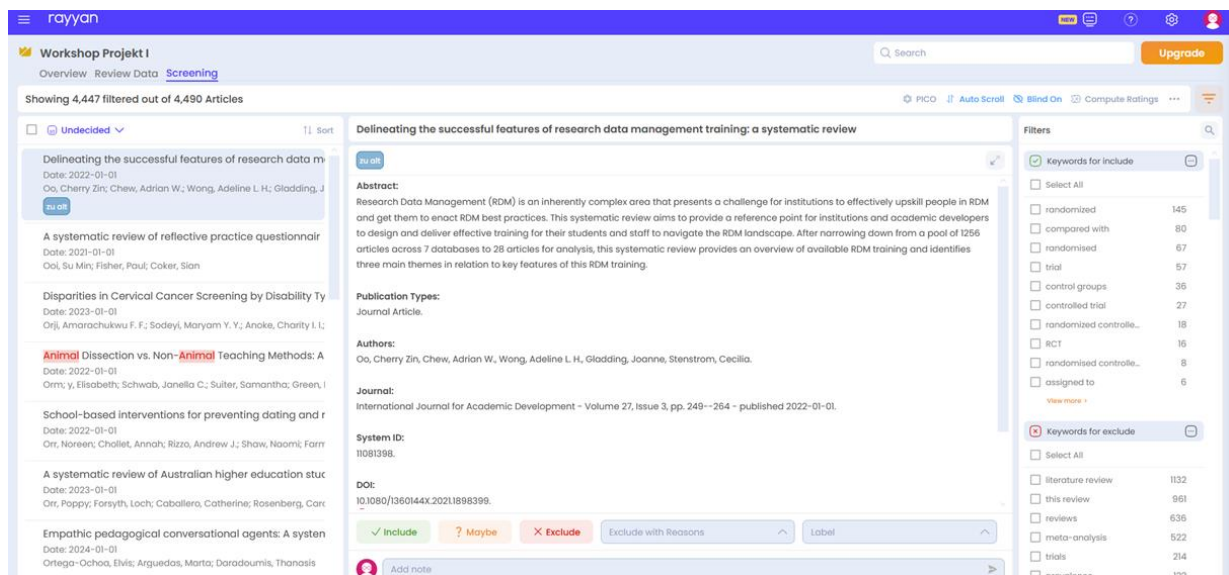 rayyan
NEW
Workshop Projekt I
Search
Upgrade
Overview Review Data Screening
Showing 4,447 filtered out of 4,490 Articles
PICO Auto Scroll Blind On Compute Ratings ...
Undecided
Sort
Delineating the successful features of research data m
Date: 2022-01-01
Oo, Cherry Zin; Chew, Adrian W.; Wong, Adeline L. H.; Gladding, J
zu alt
A systematic review of reflective practice questionnair
Date: 2021-01-01
Ooi, Su Min; Fisher, Paul; Coker, Sian
Disparities in Cervical Cancer Screening by Disability Ty
Date: 2023-01-01
Orji, Amarachukwu F. F.; Sodeyi, Maryam Y. Y.; Anoke, Charity I. I.;
Animal Dissection vs. Non-Animal Teaching Methods: A
Date: 2022-01-01
Orm; y, Elisabeth; Schwab, Janella C.; Suiter, Samantha; Green,
School-based interventions for preventing dating and r
Date: 2022-01-01
Orr, Noreen; Chollet, Annah; Rizzo, Andrew J.; Shaw, Naomi; Farr
A systematic review of Australian higher education stuc
Date: 2023-01-01
Orr, Poppy; Forsyth, Loch; Caballero, Catherine; Rosenberg, Carc
Empathic pedagogical conversational agents: A systen
Date: 2024-01-01
Ortega-Ochoa, Elvis; Arguedas, Marta; Daradoumis, Thanasis
Delineating the successful features of research data management training: a systematic review
zu alt
Abstract:
Research Data Management (RDM) is an inherently complex area that presents a challenge for institutions to effectively upskill people in RDM
and get them to enact RDM best practices. This systematic review aims to provide a reference point for institutions and academic developers
to design and deliver effective training for their students and staff to navigate the RDM landscape. After narrowing down from a pool of 1256
articles across 7 databases to 28 articles for analysis, this systematic review provides an overview of available RDM training and identifies
three main themes in relation to key features of this RDM training.
Publication Types:
Journal Article.
Authors:
Oo, Cherry Zin, Chew, Adrian W., Wong, Adeline L. H., Gladding, Joanne, Stenstrom, Cecilia.
Journal:
International Journal for Academic Development - Volume 27, Issue 3, pp. 249--264 - published 2022-01-01.
System ID:
11081398.
DOI:
10.1080/1360144X.2021.1898399.
Include
? Maybe
Exclude
Exclude with Reasons
Label
Add note
Filters
Keywords for include
Select All
randomized 145
compared with 80
randomised 67
trial 57
control groups 36
controlled trial 27
randomized controlle... 18
RCT 16
randomised controlle... 8
assigned to 6
View more >
Keywords for exclude
Select All
literature review 1132
this review 961
reviews 636
meta-analysis 522
trials 214